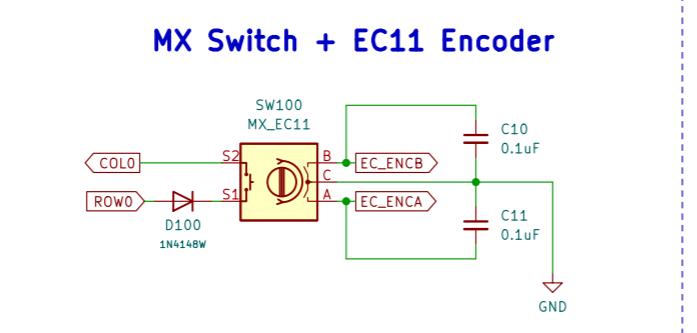 MX Switch + EC11 Encoder
SW100
MX_EC11
C10
0.1uF
COL0
S2
B
EC_ENCB
C
ROW0
S1
A
EC_ENCA
D100
1N4148W
C11
0.1uF
GND